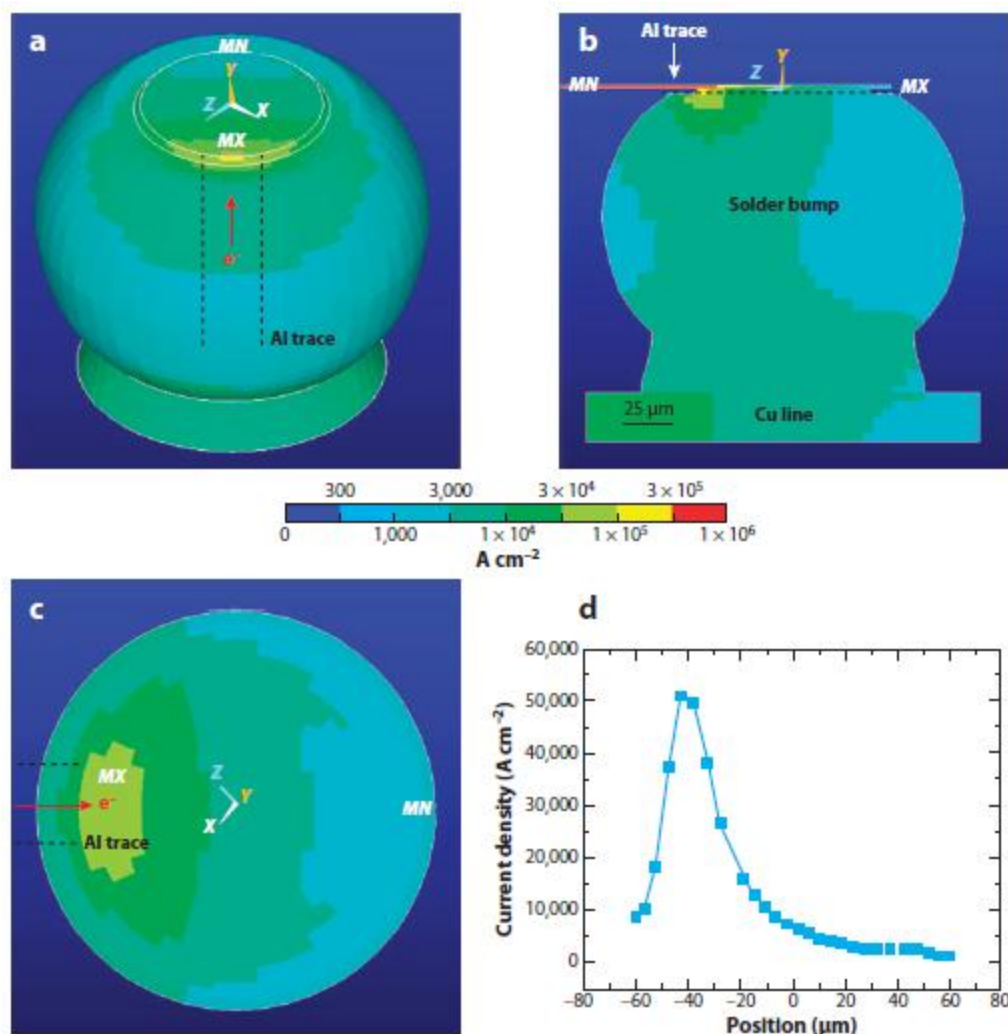 a
MN
Y
Z
X
MX
e⁻
Al trace
b
Al trace
Z
Y
MN
MX
Solder bump
25 μm
Cu line
300 3,000 3 × 10⁴ 3 × 10⁵
0 1,000 1 × 10⁴ 1 × 10⁵ 1 × 10⁶
A cm⁻²
c
MX
Z
Y
e⁻
X
MN
Al trace
d
60,000
50,000
40,000
30,000
20,000
10,000
0
Current density (A cm⁻²)
−80 −60 −40 −20 0 20 40 60 80
Position (μm)